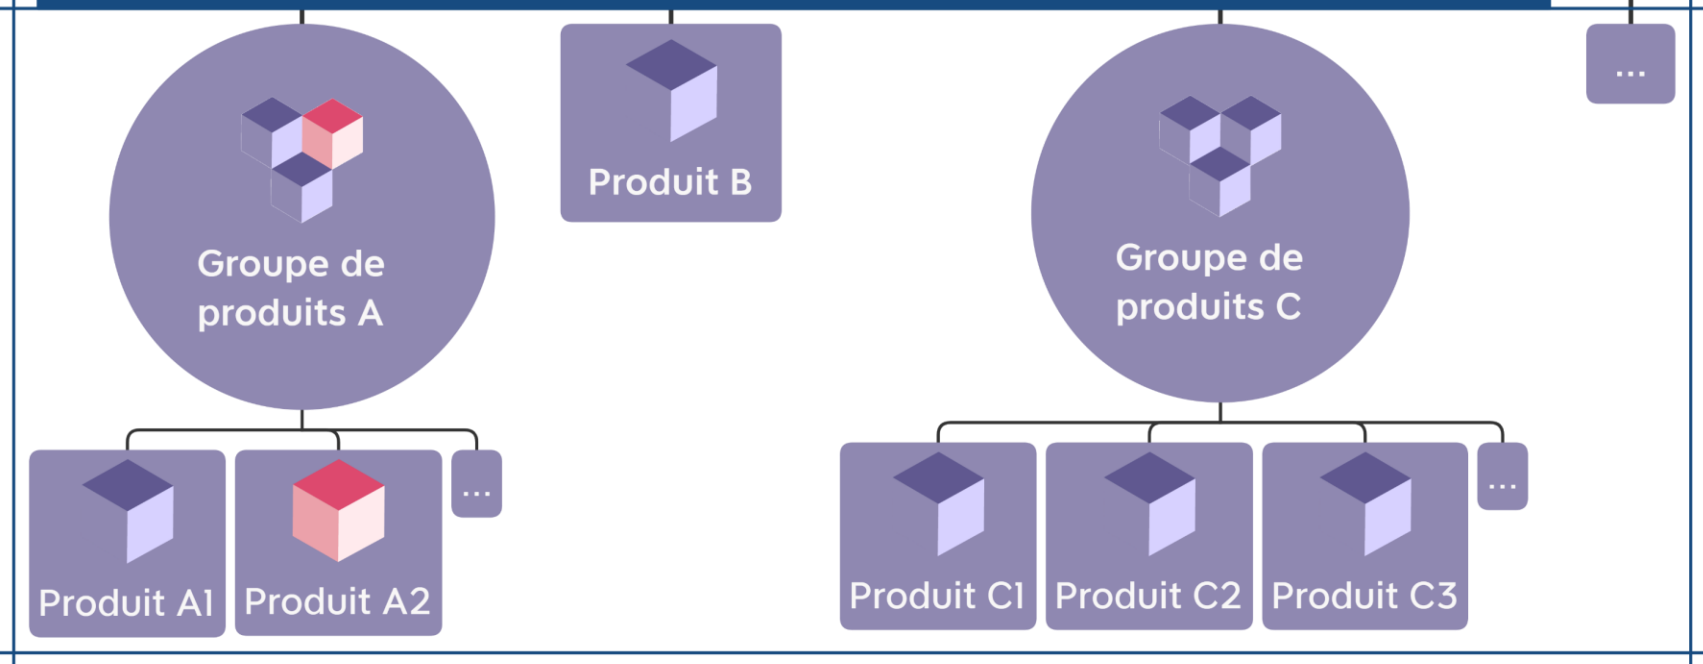 Groupe de
produits A
Produit B
Groupe de
produits C
...
Produit A1
Produit A2
...
Produit C1
Produit C2
Produit C3
...